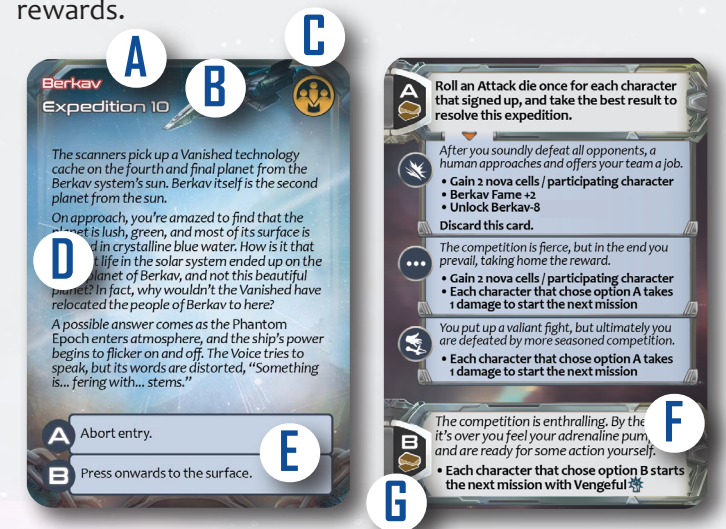 rewards.
A
B
C
Berkav
Expedition 10
The scanners pick up a Vanished technology
cache on the fourth and final planet from the
Berkav system's sun. Berkav itself is the second
planet from the sun.
On approach, you're amazed to find that the
planet is lush, green, and most of its surface is
in crystalline blue water. How is it that
life in the solar system ended up on the
planet of Berkav, and not this beautiful
planet? In fact, why wouldn't the Vanished have
relocated the people of Berkav to here?
D
A possible answer comes as the Phantom
Epoch enters atmosphere, and the ship's power
begins to flicker on and off. The Voice tries to
speak, but its words are distorted, "Something
is... fering with... stems."
A Abort entry.
B Press onwards to the surface.
E
A
Roll an Attack die once for each character
that signed up, and take the best result to
resolve this expedition.
After you soundly defeat all opponents, a
human approaches and offers your team a job.
• Gain 2 nova cells / participating character
• Berkav Fame +2
• Unlock Berkav-8
Discard this card.
The competition is fierce, but in the end you
prevail, taking home the reward.
• Gain 2 nova cells / participating character
• Each character that chose option A takes
1 damage to start the next mission
You put up a valiant fight, but ultimately you
are defeated by more seasoned competition.
• Each character that chose option A takes
1 damage to start the next mission
B
The competition is enthralling. By the
it's over you feel your adrenaline
and are ready for some action yourself.
• Each character that chose option B starts
the next mission with Vengeful
F
G